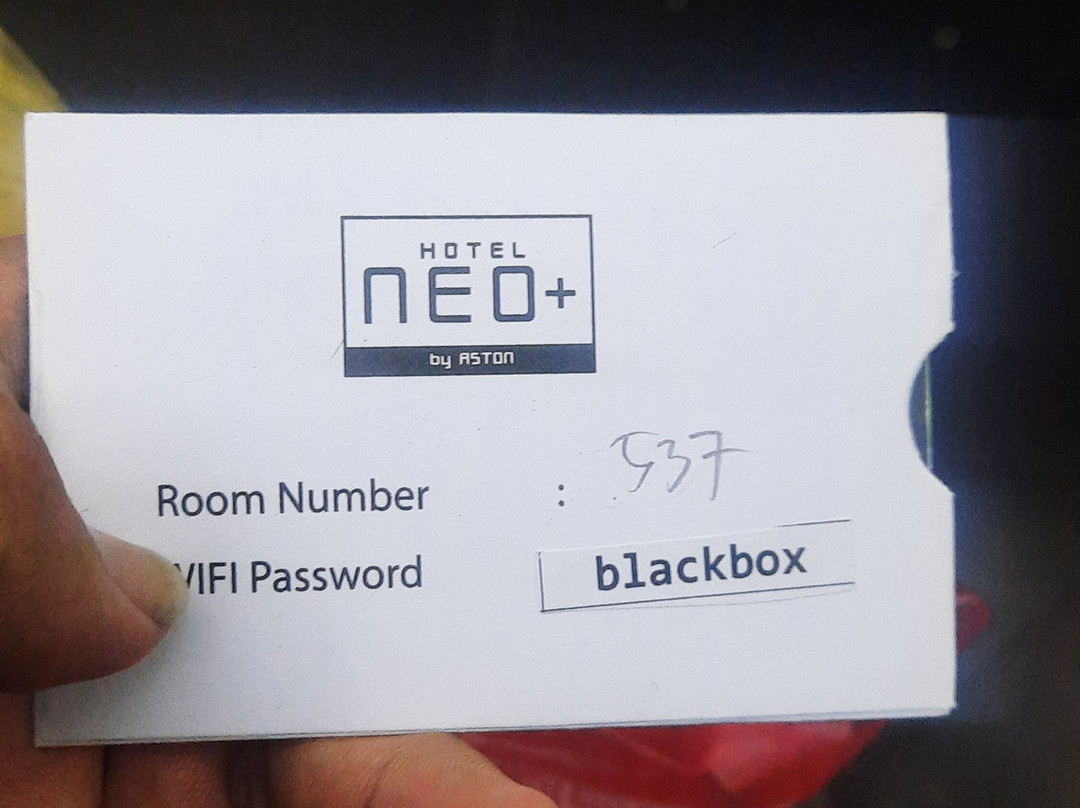 HOTEL
NEO+
by ASTON
Room Number : 537
WIFI Password blackbox